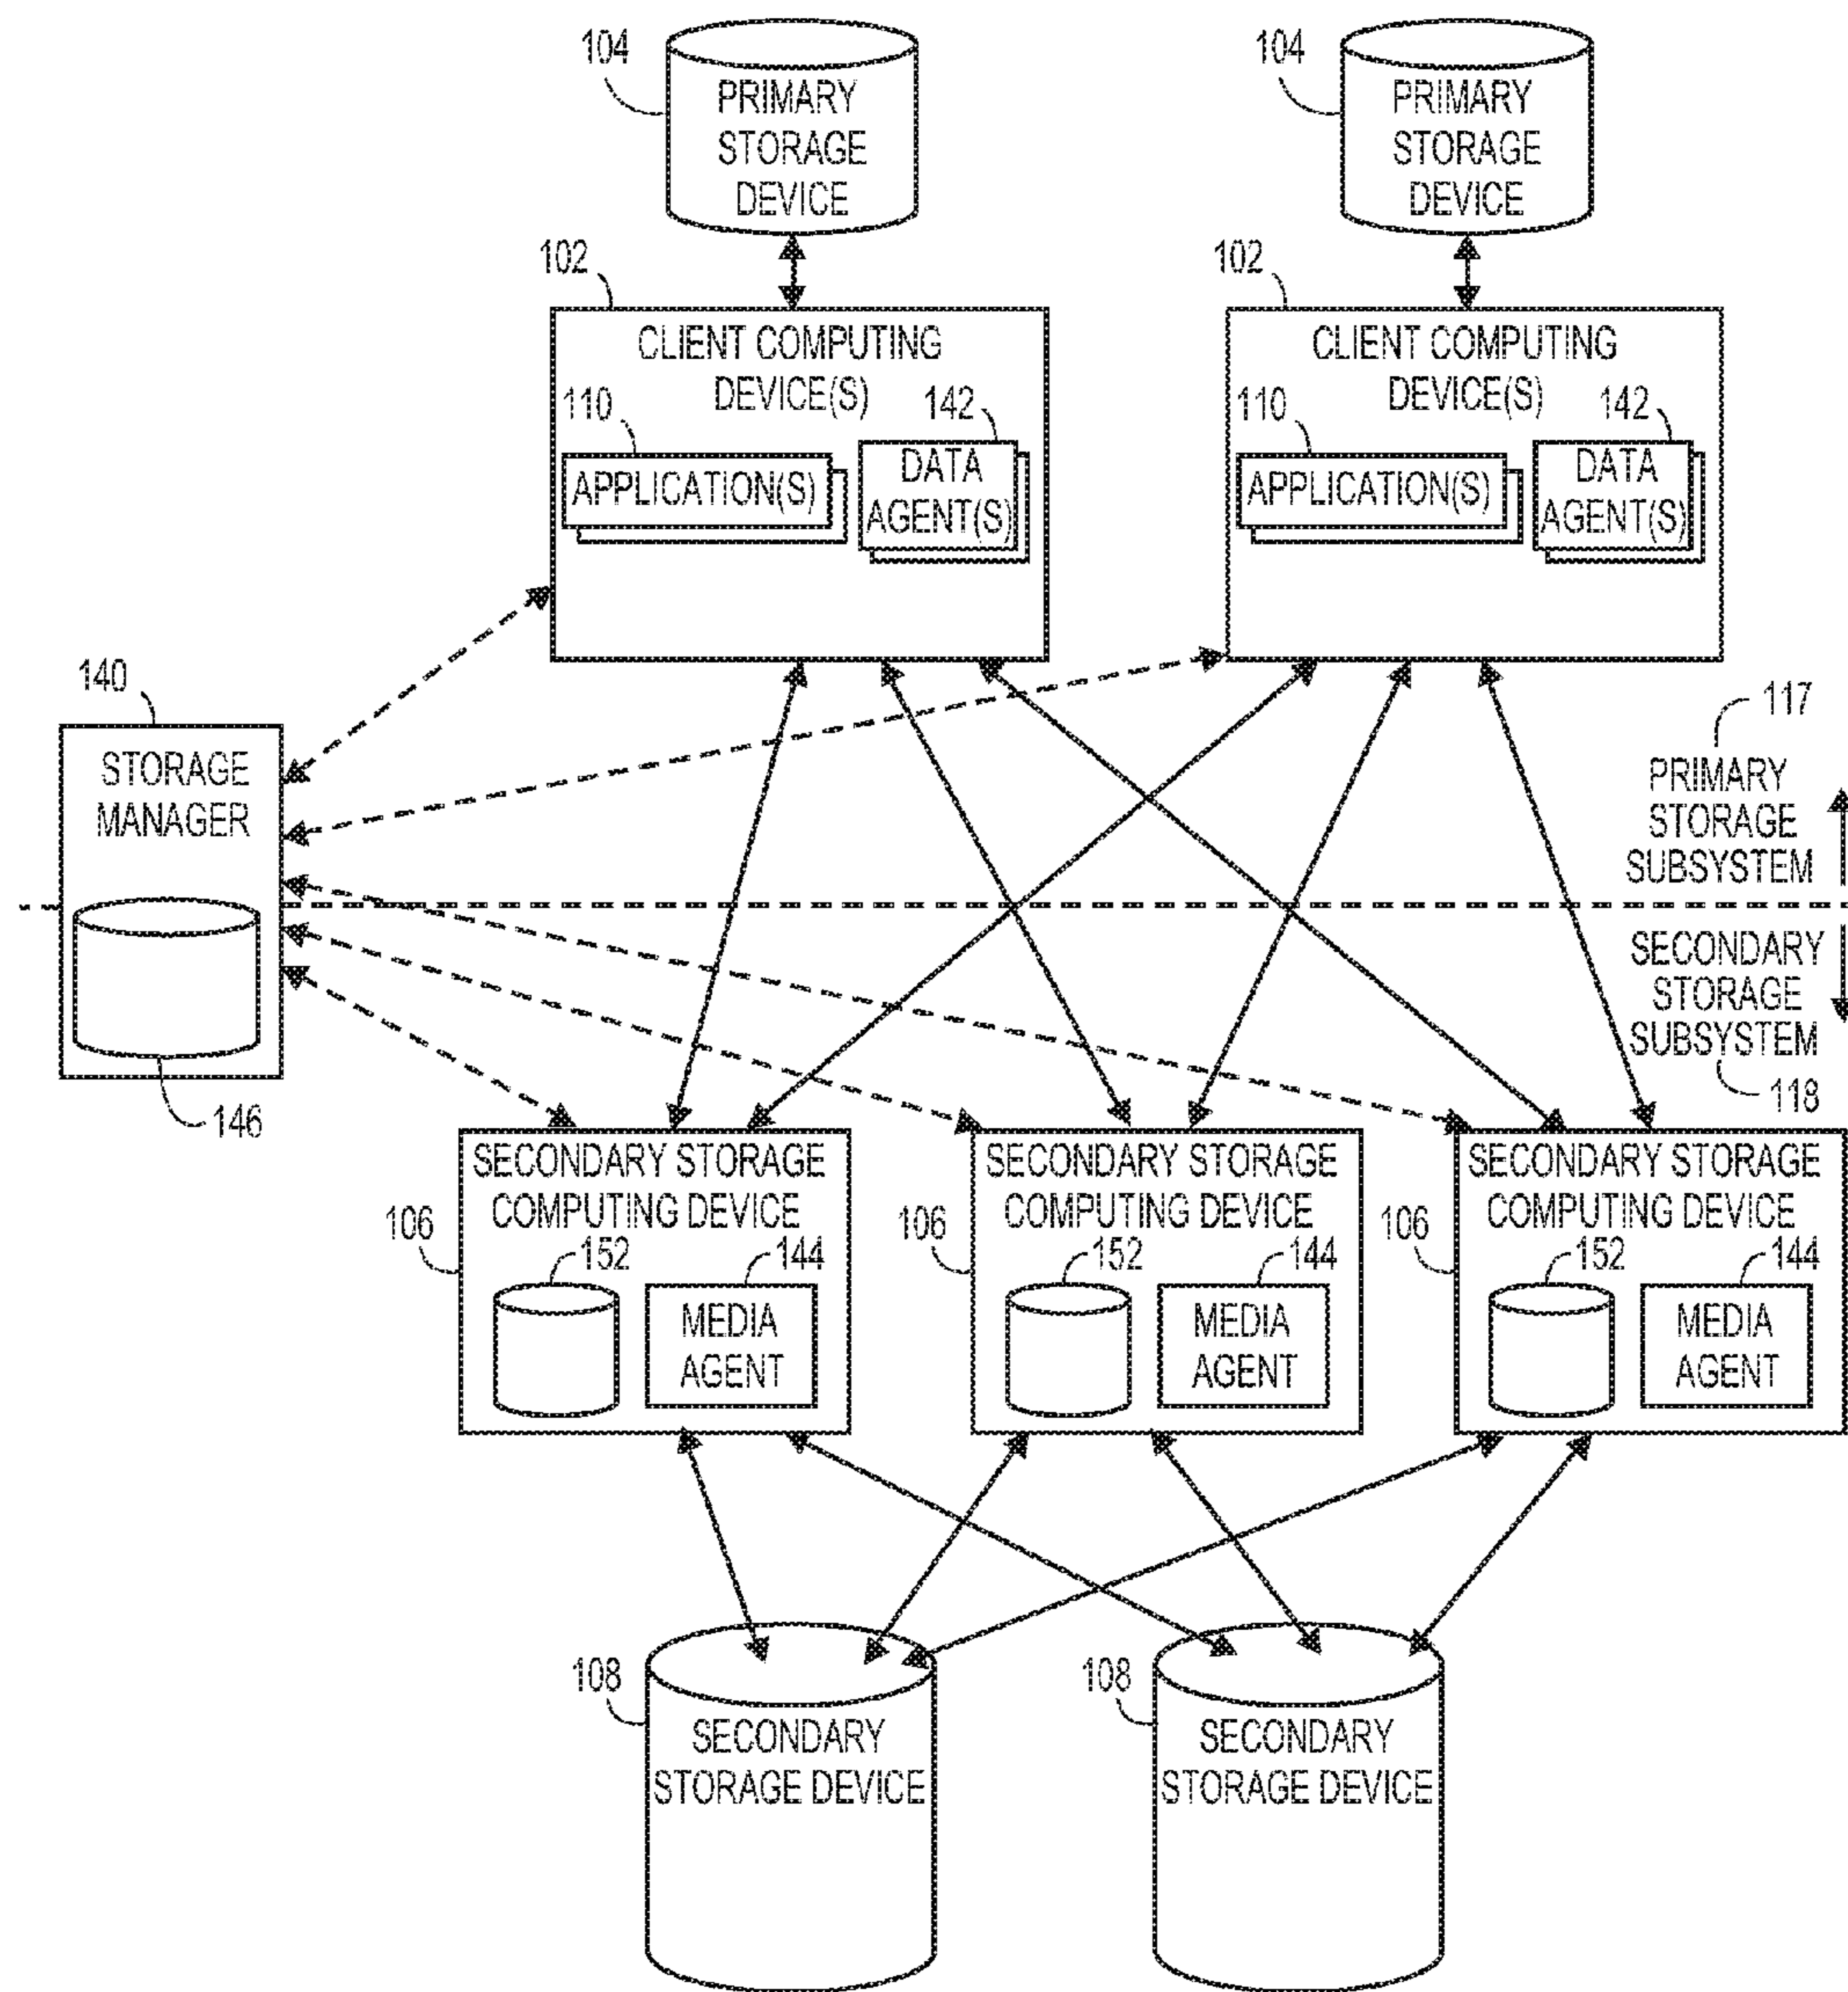 104
PRIMARY
STORAGE
DEVICE
104
PRIMARY
STORAGE
DEVICE
102
CLIENT COMPUTING
DEVICE(S)
110
142
APPLICATION(S)
DATA
AGENT(S)
102
CLIENT COMPUTING
DEVICE(S)
110
142
APPLICATION(S)
DATA
AGENT(S)
140
STORAGE
MANAGER
146
117
PRIMARY
STORAGE
SUBSYSTEM
SECONDARY
STORAGE
SUBSYSTEM
118
SECONDARY STORAGE
COMPUTING DEVICE
106
152
144
MEDIA
AGENT
SECONDARY STORAGE
COMPUTING DEVICE
106
152
144
MEDIA
AGENT
SECONDARY STORAGE
COMPUTING DEVICE
106
152
144
MEDIA
AGENT
108
SECONDARY
STORAGE DEVICE
108
SECONDARY
STORAGE DEVICE